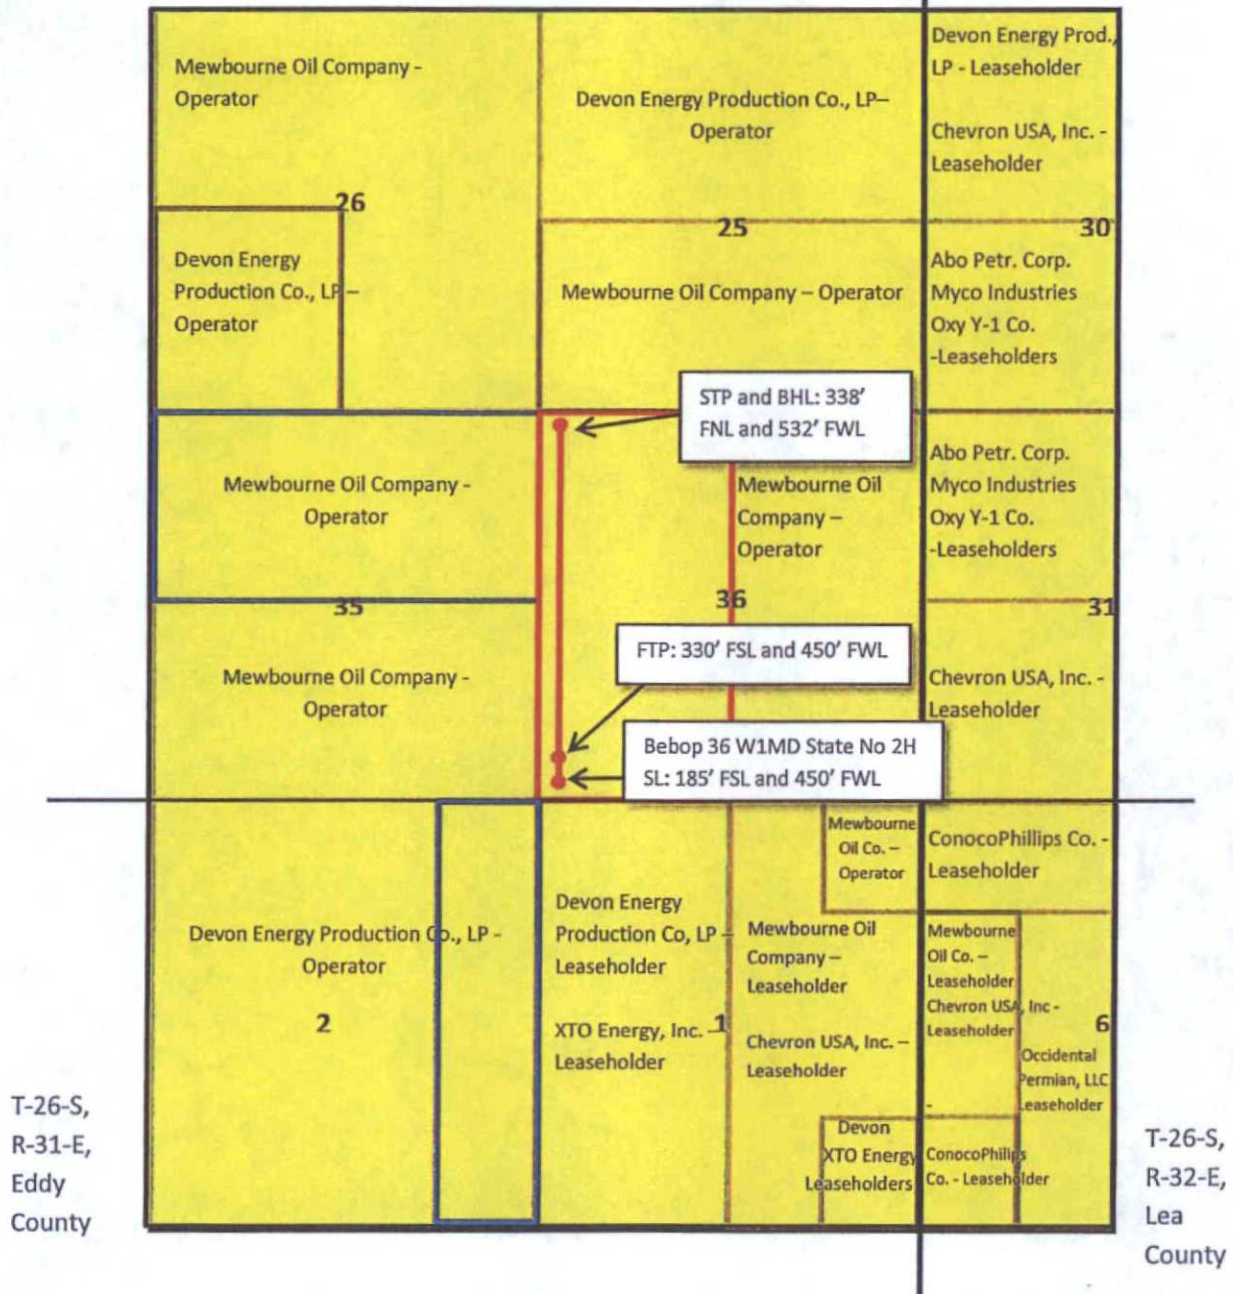 Mewbourne Oil Company -
Operator
26
Devon Energy
Production Co., LP –
Operator
Devon Energy Production Co., LP–
Operator
25
Mewbourne Oil Company – Operator
Devon Energy Prod.,
LP - Leaseholder
Chevron USA, Inc. -
Leaseholder
30
Abo Petr. Corp.
Myco Industries
Oxy Y-1 Co.
-Leaseholders
STP and BHL: 338’
FNL and 532’ FWL
Mewbourne Oil Company -
Operator
35
Mewbourne Oil Company -
Operator
Mewbourne Oil
Company –
Operator
36
Abo Petr. Corp.
Myco Industries
Oxy Y-1 Co.
-Leaseholders
31
FTP: 330’ FSL and 450’ FWL
Chevron USA, Inc. -
Leaseholder
Bebop 36 W1MD State No 2H
SL: 185’ FSL and 450’ FWL
Devon Energy Production Co., LP -
Operator
2
Devon Energy
Production Co, LP –
Leaseholder
XTO Energy, Inc. –
Leaseholder
1
Mewbourne
Oil Co. –
Operator
Mewbourne Oil
Company –
Leaseholder
Chevron USA, Inc. –
Leaseholder
Devon
XTO Energy
Leaseholders
ConocoPhillips Co. -
Leaseholder
Mewbourne
Oil Co. –
Leaseholder
Chevron USA, Inc -
Leaseholder
-
6
Occidental
Permian, LLC
Leaseholder
ConocoPhilips
Co. - Leaseholder
T-26-S,
R-31-E,
Eddy
County
T-26-S,
R-32-E,
Lea
County